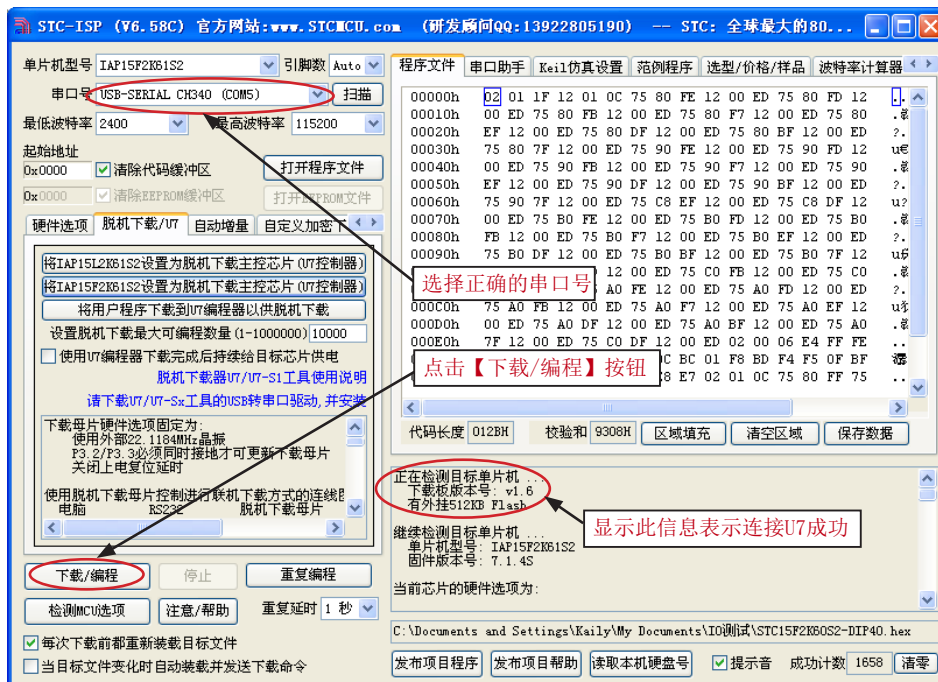 STC-ISP (V6.58C) 官方网站:www.STCMCU.com (研发顾问QQ:13922805190) -- STC: 全球最大的80...
单片机型号 IAP15F2K61S2 引脚数 Auto
串口号 USB-SERIAL CH340 (COM5) 扫描
最低波特率 2400 最高波特率 115200
起始地址
0x0000 清除代码缓冲区 打开程序文件
0x0000 清除EEPROM缓冲区 打开EEPROM文件
硬件选项 脱机下载/U7 自动增量 自定义加密下
将IAP15L2K61S2设置为脱机下载主控芯片(U7控制器)
将IAP15F2K61S2设置为脱机下载主控芯片(U7控制器)
将用户程序下载到U7编程器以供脱机下载
设置脱机下载最大可编程数量(1-1000000) 10000
使用U7编程器下载完成后持续给目标芯片供电
脱机下载器U7/U7-S1工具使用说明
请下载U7/U7-Sx工具的USB转串口驱动,并安装
下载母片硬件选项固定为:
使用外部22.1184MHz晶振
P3.2/P3.3必须同时接地才可更新下载母片
关闭上电复位延时
使用脱机下载母片控制进行联机下载方式的连线
电脑 RS232 脱机下载母片
下载/编程 停止 重复编程
检测MCU选项 注意/帮助 重复延时 1 秒
每次下载前都重新装载目标文件
当目标文件变化时自动装载并发送下载命令
程序文件 串口助手 Keil仿真设置 范例程序 选型/价格/样品 波特率计算器
00000h 02 01 1F 12 01 0C 75 80 FE 12 00 ED 75 80 FD 12 ..
00010h 00 ED 75 80 FB 12 00 ED 75 80 F7 12 00 ED 75 80
00020h EF 12 00 ED 75 80 DF 12 00 ED 75 80 BF 12 00 ED ?.
00030h 75 80 7F 12 00 ED 75 90 FE 12 00 ED 75 90 FD 12 u€
00040h 00 ED 75 90 FB 12 00 ED 75 90 F7 12 00 ED 75 90
00050h EF 12 00 ED 75 90 DF 12 00 ED 75 90 BF 12 00 ED ?.
00060h 75 90 7F 12 00 ED 75 C8 EF 12 00 ED 75 C8 DF 12 u?
00070h 00 ED 75 B0 FE 12 00 ED 75 B0 FD 12 00 ED 75 B0
00080h FB 12 00 ED 75 B0 F7 12 00 ED 75 B0 EF 12 00 ED ?.
00090h 75 B0 DF 12 00 ED 75 B0 BF 12 00 ED 75 B0 7F 12
12 00 ED 75 C0 FB 12 00 ED 75 C0
选择正确的串口号
75 A0 FE 12 00 ED 75 A0 FD 12 00 ED ?.
000C0h 75 A0 FB 12 00 ED 75 A0 F7 12 00 ED 75 A0 EF 12
000D0h 00 ED 75 A0 DF 12 00 ED 75 A0 BF 12 00 ED 75 A0
000E0h 7F 12 00 ED 75 C0 DF 12 00 ED 02 00 06 E4 FF FE
BC 01 F8 BD F4 F5 0F BF
点击【下载/编程】按钮
E7 02 01 0C 75 80 FF 75 ..
代码长度 012BH 校验和 9308H 区域填充 清空区域 保存数据
正在检测目标单片机 ...
下载板版本号: v1.6
有外挂512KB Flash
显示此信息表示连接U7成功
继续检测目标单片机 ...
单片机型号: IAP15F2K61S2
固件版本号: 7.1.4S
当前芯片的硬件选项为:
C:\Documents and Settings\Kaily\My Documents\IO测试\STC15F2K60S2-DIP40.hex
发布项目程序 发布项目帮助 读取本机硬盘号 提示音 成功计数 1658 清零